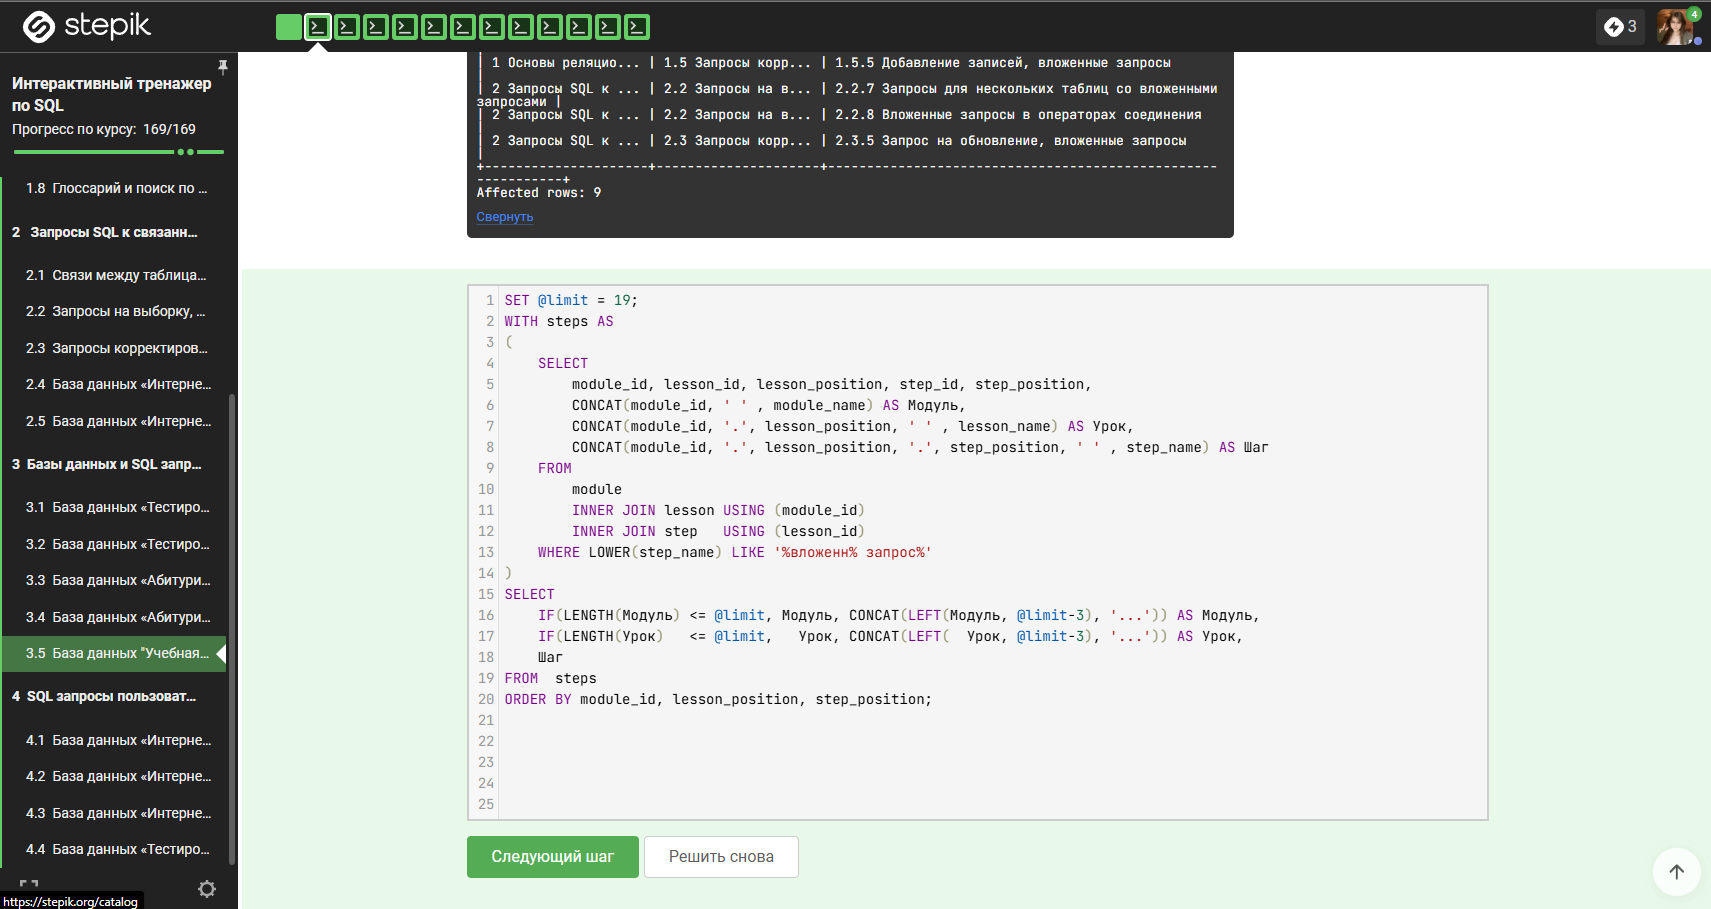 stepik
3
4
Интерактивный тренажер
по SQL
Прогресс по курсу: 169/169
1.8 Глоссарий и поиск по ...
2 Запросы SQL к связанн...
2.1 Связи между таблица...
2.2 Запросы на выборку, ...
2.3 Запросы корректиров...
2.4 База данных «Интерне...
2.5 База данных «Интерне...
3 Базы данных и SQL запр...
3.1 База данных «Тестиро...
3.2 База данных «Тестиро...
3.3 База данных «Абитури...
3.4 База данных «Абитури...
3.5 База данных "Учебная...
4 SQL запросы пользоват...
4.1 База данных «Интерне...
4.2 База данных «Интерне...
4.3 База данных «Интерне...
4.4 База данных «Тестиро...
https://stepik.org/catalog
| 1 Основы реляцио... | 1.5 Запросы корр... | 1.5.5 Добавление записей, вложенные запросы
|
| 2 Запросы SQL к ... | 2.2 Запросы на в... | 2.2.7 Запросы для нескольких таблиц со вложенными
запросами |
| 2 Запросы SQL к ... | 2.2 Запросы на в... | 2.2.8 Вложенные запросы в операторах соединения
|
| 2 Запросы SQL к ... | 2.3 Запросы корр... | 2.3.5 Запрос на обновление, вложенные запросы
|
+---------------------+---------------------+--------------------------------------------------
-----------+
Affected rows: 9
Свернуть
1 SET @limit = 19;
2 WITH steps AS
3 (
4     SELECT
5         module_id, lesson_id, lesson_position, step_id, step_position,
6         CONCAT(module_id, ' ' , module_name) AS Модуль,
7         CONCAT(module_id, '.', lesson_position, ' ' , lesson_name) AS Урок,
8         CONCAT(module_id, '.', lesson_position, '.', step_position, ' ' , step_name) AS Шаг
9     FROM
10         module
11         INNER JOIN lesson USING (module_id)
12         INNER JOIN step   USING (lesson_id)
13     WHERE LOWER(step_name) LIKE '%вложенн% запрос%'
14 )
15 SELECT
16     IF(LENGTH(Модуль) <= @limit, Модуль, CONCAT(LEFT(Модуль, @limit-3), '...')) AS Модуль,
17     IF(LENGTH(Урок)   <= @limit,   Урок, CONCAT(LEFT(  Урок, @limit-3), '...')) AS Урок,
18     Шаг
19 FROM  steps
20 ORDER BY module_id, lesson_position, step_position;
21
22
23
24
25
Следующий шаг
Решить снова